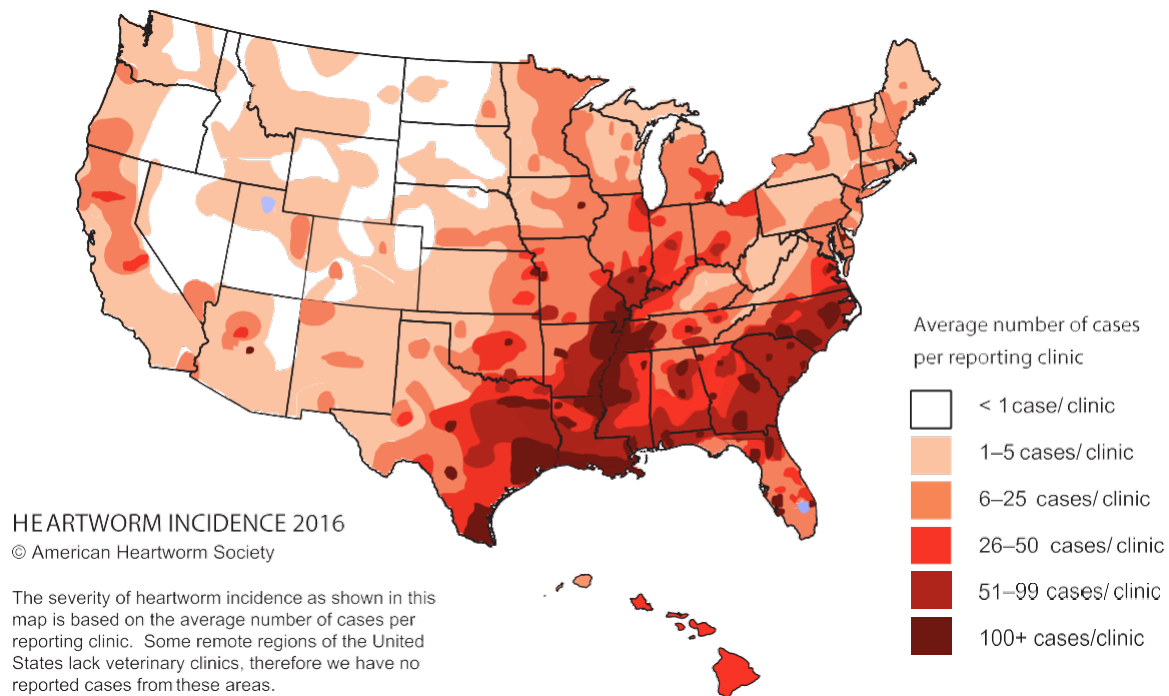 HEARTWORM INCIDENCE 2016
© American Heartworm Society
The severity of heartworm incidence as shown in this
map is based on the average number of cases per
reporting clinic. Some remote regions of the United
States lack veterinary clinics, therefore we have no
reported cases from these areas.
Average number of cases
per reporting clinic
< 1 case/ clinic
1–5 cases/ clinic
6–25 cases/ clinic
26–50 cases/ clinic
51–99 cases/ clinic
100+ cases/clinic